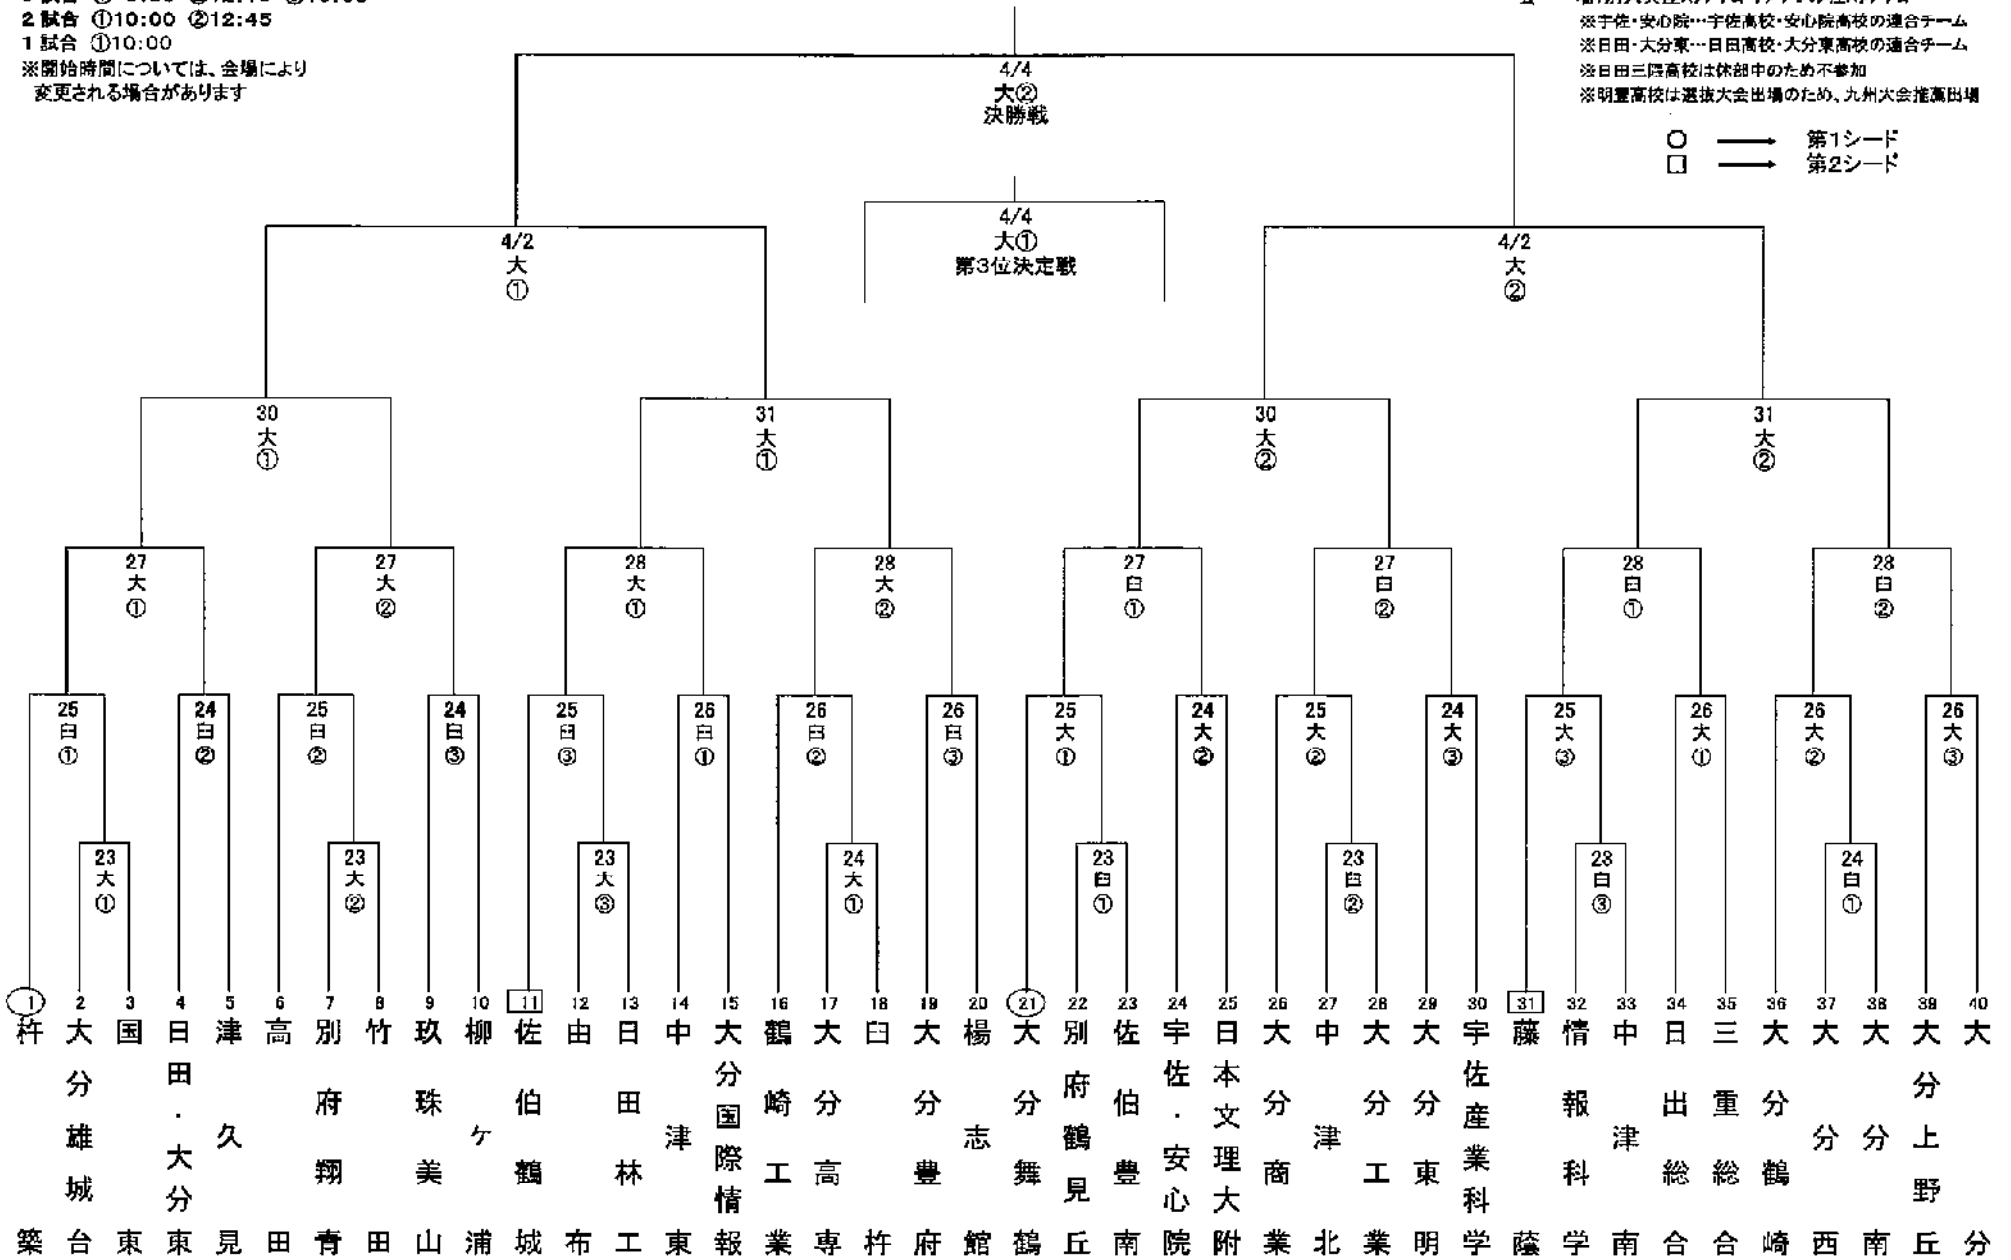 2 試合 ①10:00 ②12:45
1 試合 ①10:00
※開始時間については、会場により
変更される場合があります
※宇佐・安心院…宇佐高校・安心院高校の連合チーム
※日田・大分東…日田高校・大分東高校の連合チーム
※日田三隈高校は休部中のため不参加
※明豊高校は選抜大会出場のため、九州大会推薦出場
○ → 第1シード
□ → 第2シード
4/4
大②
決勝戦
4/4
大①
第3位決定戦
4/2
大
①
4/2
大
②
30
大
①
31
大
①
30
大
②
31
大
②
27
大
①
27
大
②
28
大
①
28
大
②
27
臼
①
27
臼
②
28
臼
①
28
臼
②
25
臼
①
24
臼
②
25
臼
②
24
臼
③
25
臼
③
26
臼
①
26
臼
②
26
臼
③
25
大
①
24
大
②
25
大
②
24
大
③
25
大
③
26
大
①
26
大
②
26
大
③
23
大
①
23
大
②
23
大
③
24
大
①
23
臼
①
23
臼
②
23
臼
③
24
臼
①
1 杵築
2 大分雄城台
3 国東
4 日田・大分東
5 津久見
6 高田
7 別府翔青
8 竹田
9 玖珠美山
10 柳ヶ浦
11 佐伯鶴城
12 由布
13 日田林工
14 中津東
15 大分国際情報
16 鶴崎工業
17 大分高専
18 臼杵
19 大分豊府
20 楊志館
21 大分舞鶴
22 別府鶴見丘
23 佐伯豊南
24 宇佐・安心院
25 日本文理大附
26 大分商業
27 中津北
28 大分工業
29 大分東明
30 宇佐産業科学
31 藤蔭
32 情報科学
33 中津南
34 日出総合
35 三重総合
36 大分鶴崎
37 大分西
38 大分南
39 大分上野丘
40 大分